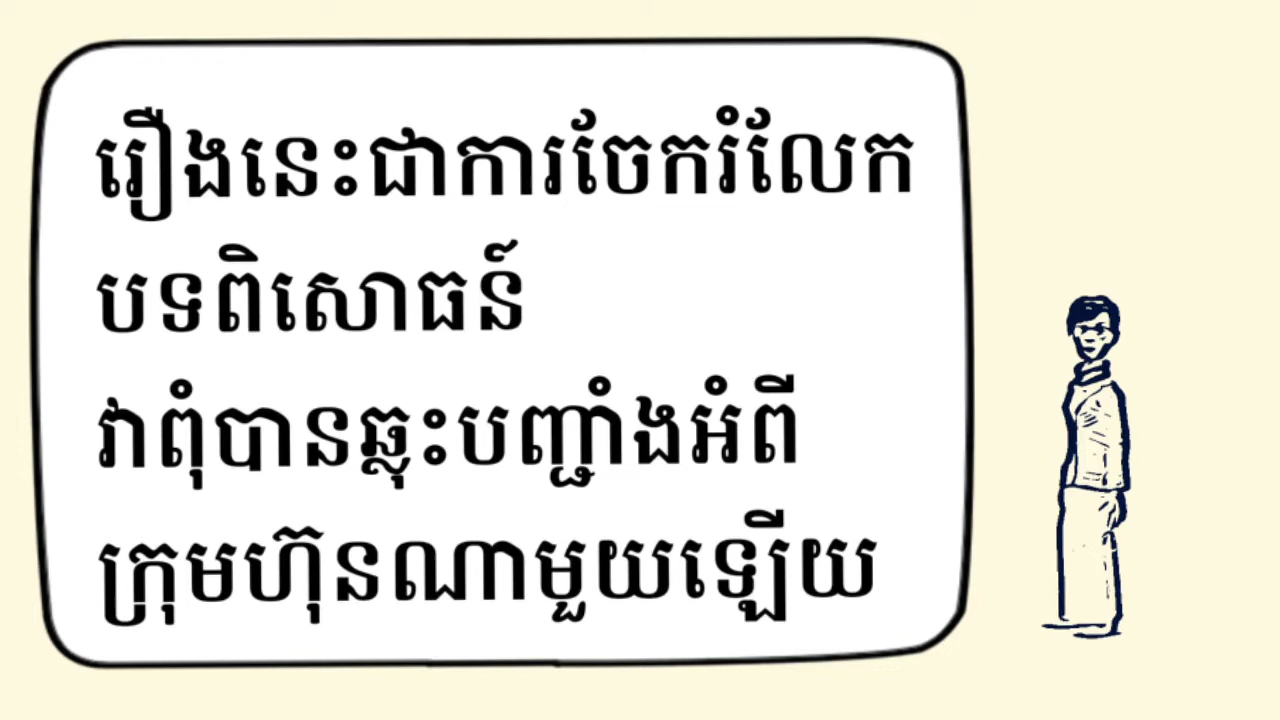 រឿងនេះជាការចែករំលែក
បទពិសោធន៍
វាពុំបានឆ្លុះបញ្ជាំងអំពី
ក្រុមហ៊ុនណាមួយឡើយ